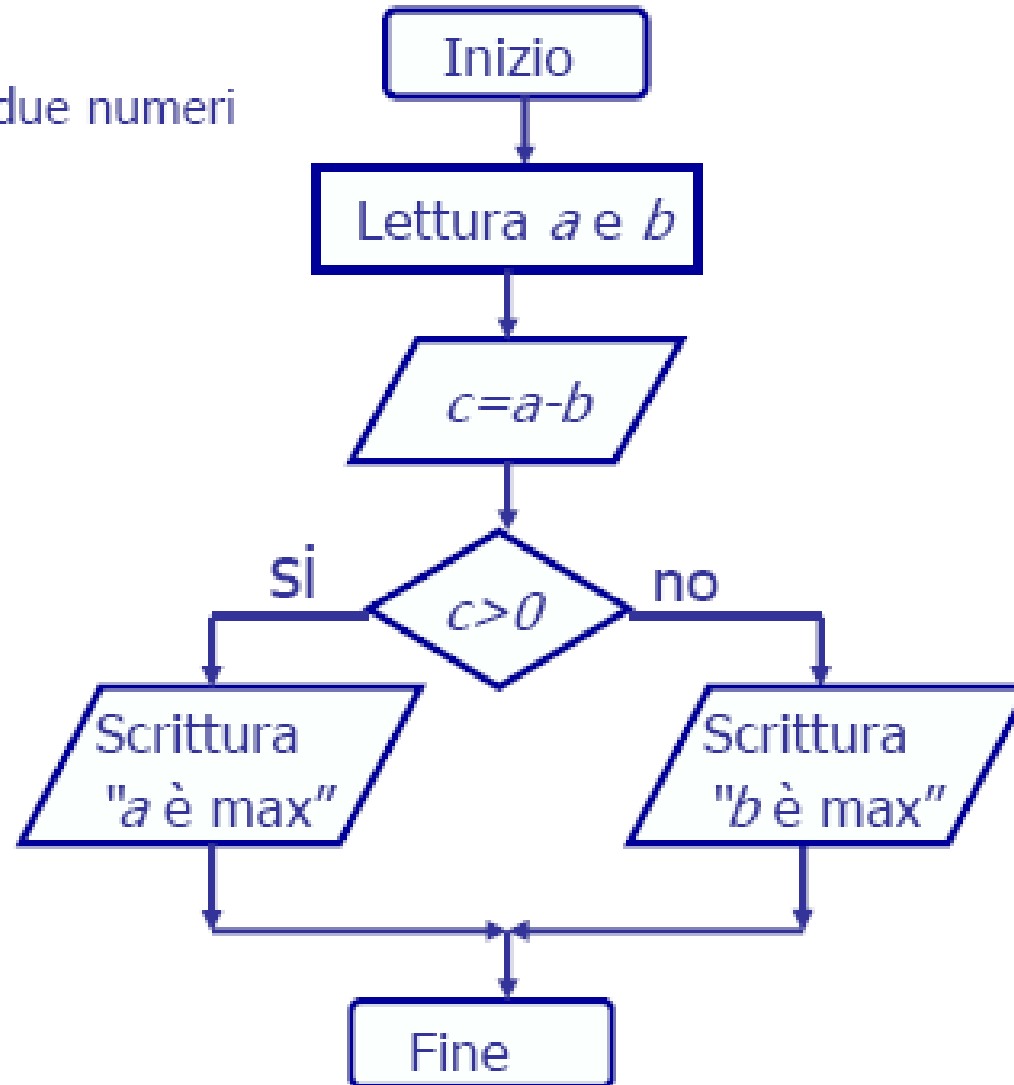 Inizio
due numeri
Lettura a e b
c=a-b
si
no
c>0
Scrittura
"a è max"
Scrittura
"b è max"
Fine